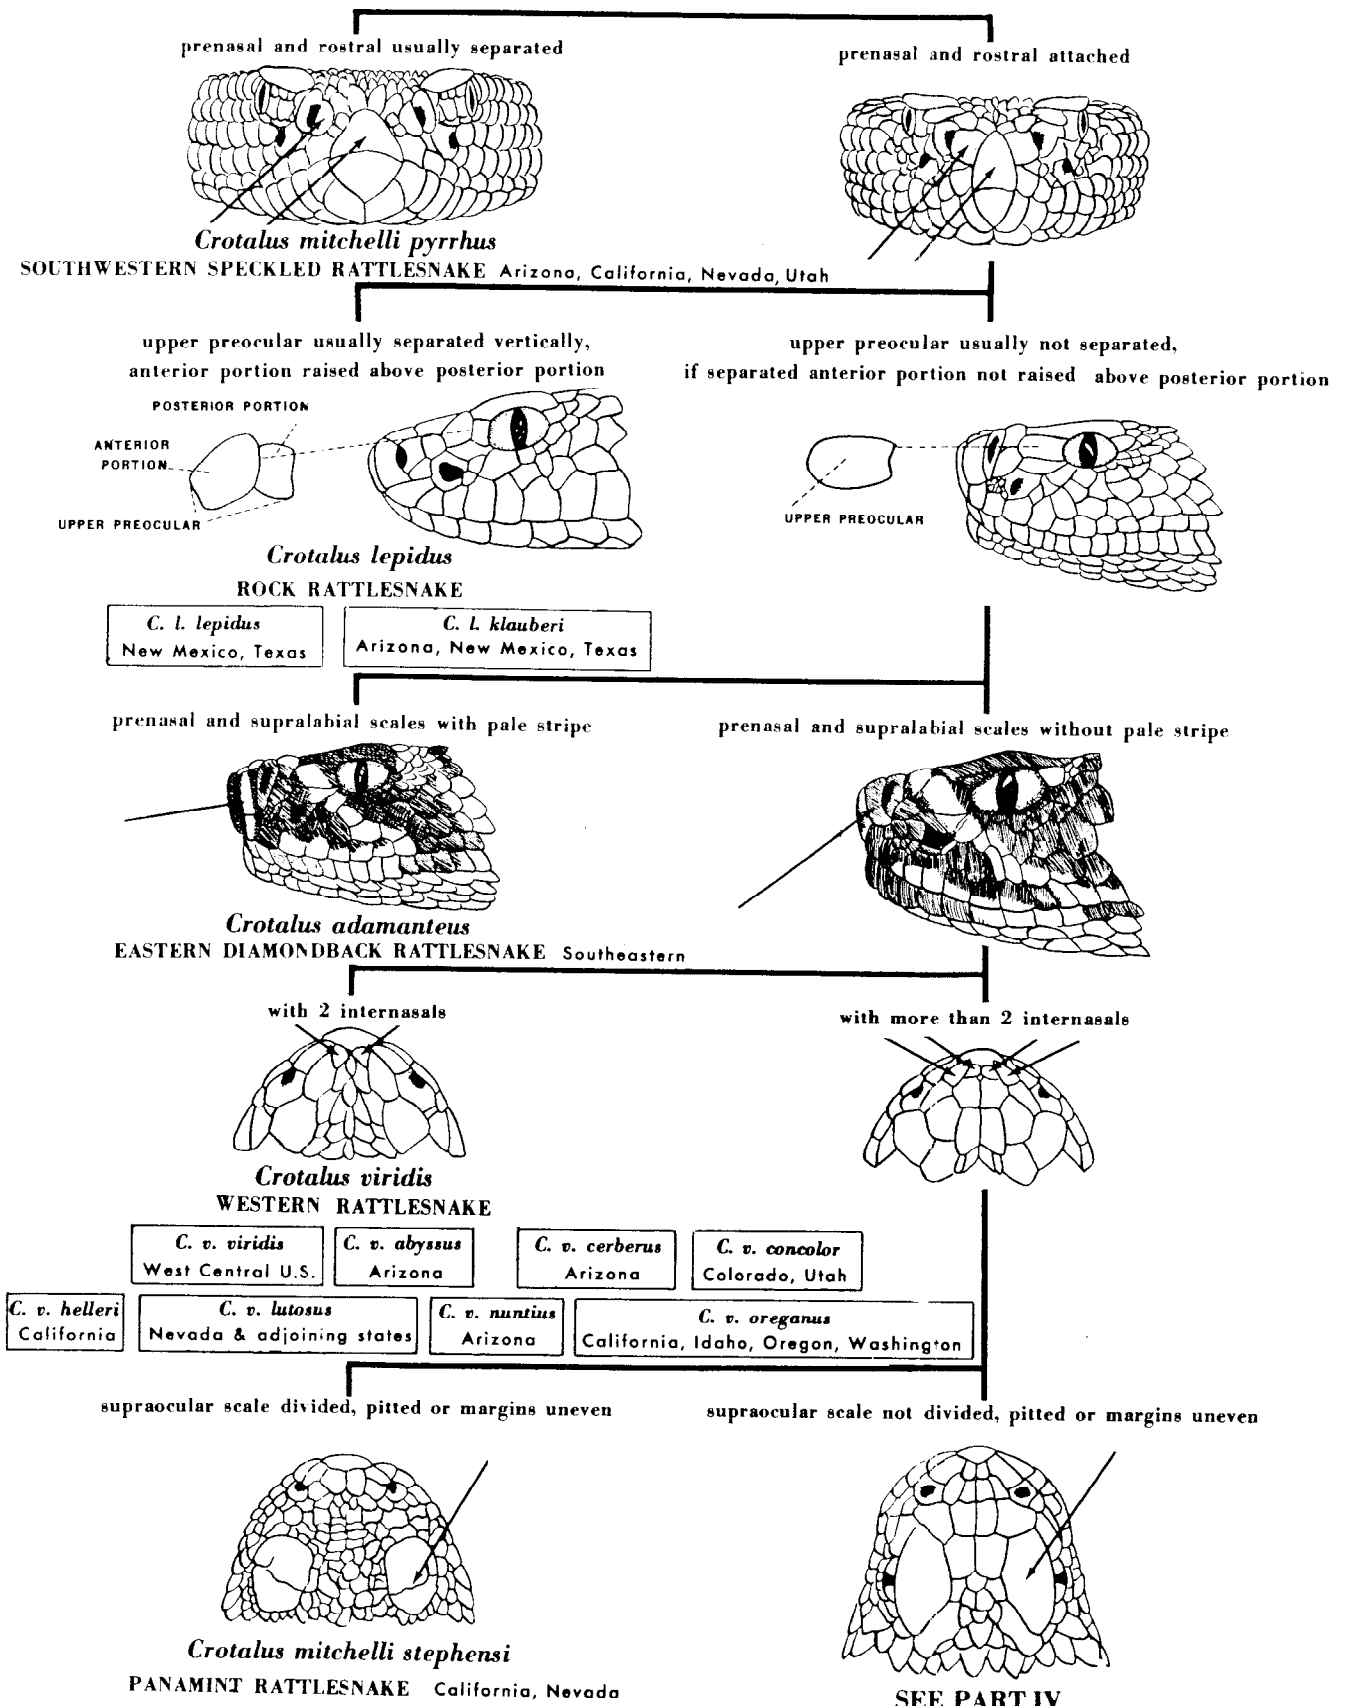 prenasal and rostral usually separated
prenasal and rostral attached
Crotalus mitchelli pyrrhus
SOUTHWESTERN SPECKLED RATTLESNAKE Arizona, California, Nevada, Utah
upper preocular usually separated vertically,
anterior portion raised above posterior portion
upper preocular usually not separated,
if separated anterior portion not raised above posterior portion
POSTERIOR PORTION
ANTERIOR
PORTION
UPPER PREOCULAR
UPPER PREOCULAR
Crotalus lepidus
ROCK RATTLESNAKE
C. l. lepidus
New Mexico, Texas
C. l. klauberi
Arizona, New Mexico, Texas
prenasal and supralabial scales with pale stripe
prenasal and supralabial scales without pale stripe
Crotalus adamanteus
EASTERN DIAMONDBACK RATTLESNAKE Southeastern
with 2 internasals
with more than 2 internasals
Crotalus viridis
WESTERN RATTLESNAKE
C. v. viridis
West Central U.S.
C. v. abyssus
Arizona
C. v. cerberus
Arizona
C. v. concolor
Colorado, Utah
C. v. helleri
California
C. v. lutosus
Nevada & adjoining states
C. v. nuntius
Arizona
C. v. oreganus
California, Idaho, Oregon, Washington
supraocular scale divided, pitted or margins uneven
supraocular scale not divided, pitted or margins uneven
Crotalus mitchelli stephensi
PANAMINT RATTLESNAKE California, Nevada
SEE PART IV